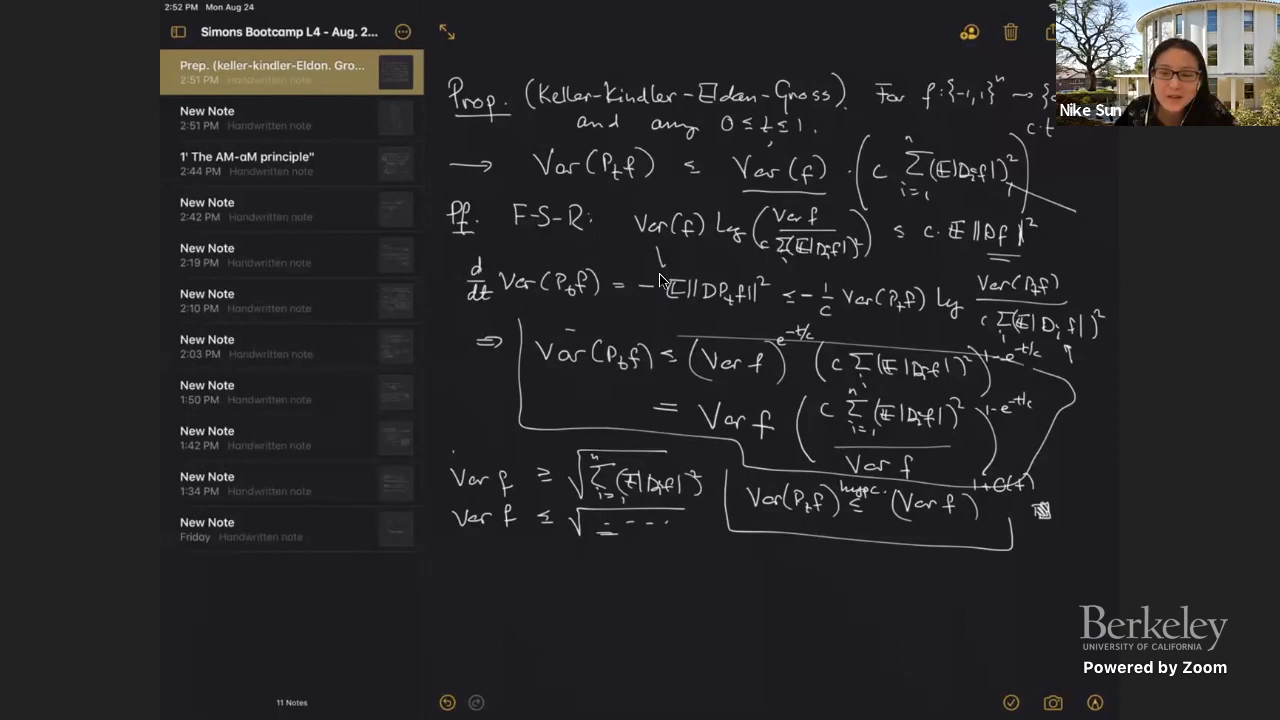 2:52 PM Mon Aug 24
Simons Bootcamp L4 - Aug. 2...
Prep. (keller-kindler-Eldon. Gro...
2:51 PM Handwritten note
New Note
2:51 PM Handwritten note
1' The AM-aM principle"
2:44 PM Handwritten note
New Note
2:42 PM Handwritten note
New Note
2:19 PM Handwritten note
New Note
2:10 PM Handwritten note
New Note
2:03 PM Handwritten note
New Note
1:50 PM Handwritten note
New Note
1:42 PM Handwritten note
New Note
1:34 PM Handwritten note
New Note
Friday Handwritten note
11 Notes
Prop. (Keller-Kindler-Eldan-Gross). For f: {-1,1}^n → {
and any 0 ≤ t ≤ 1.
→ Var(P_t f) ≤ Var(f) · (c Σ_{i=1}^n (E|D_i f|)^2)^{c·t}
Pf. F-S-R: Var(f) log (Var f / c Σ_i (E|D_i f|)^2) ≤ c · E ||Df||^2
d/dt Var(P_t f) = - E||DP_t f||^2 ≤ - 1/c Var(P_t f) log Var(P_t f) / c Σ_i (E|D_i f|)^2
⇒ Var(P_t f) ≤ (Var f)^{e^{-t/c}} (c Σ_i (E|D_i f|)^2)^{1-e^{-t/c}}
= Var f (c Σ_{i=1}^n (E|D_i f|)^2 / Var f)^{1-e^{-t/c}}
Var f ≥ √(Σ_{i=1}^n (E|D_i f|)^2)
Var f ≤ √(- - - -)
Var(P_t f) ≤ hypc. (Var f)^{1+C(t)}
Nike Sun
Berkeley
UNIVERSITY OF CALIFORNIA
Powered by Zoom